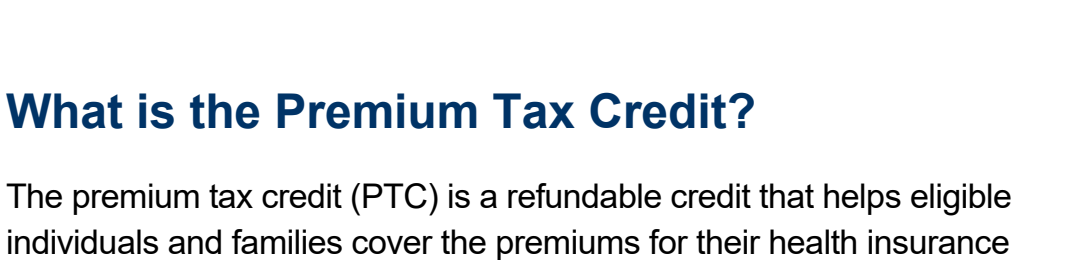 What is the Premium Tax Credit?
The premium tax credit (PTC) is a refundable credit that helps eligible
individuals and families cover the premiums for their health insurance